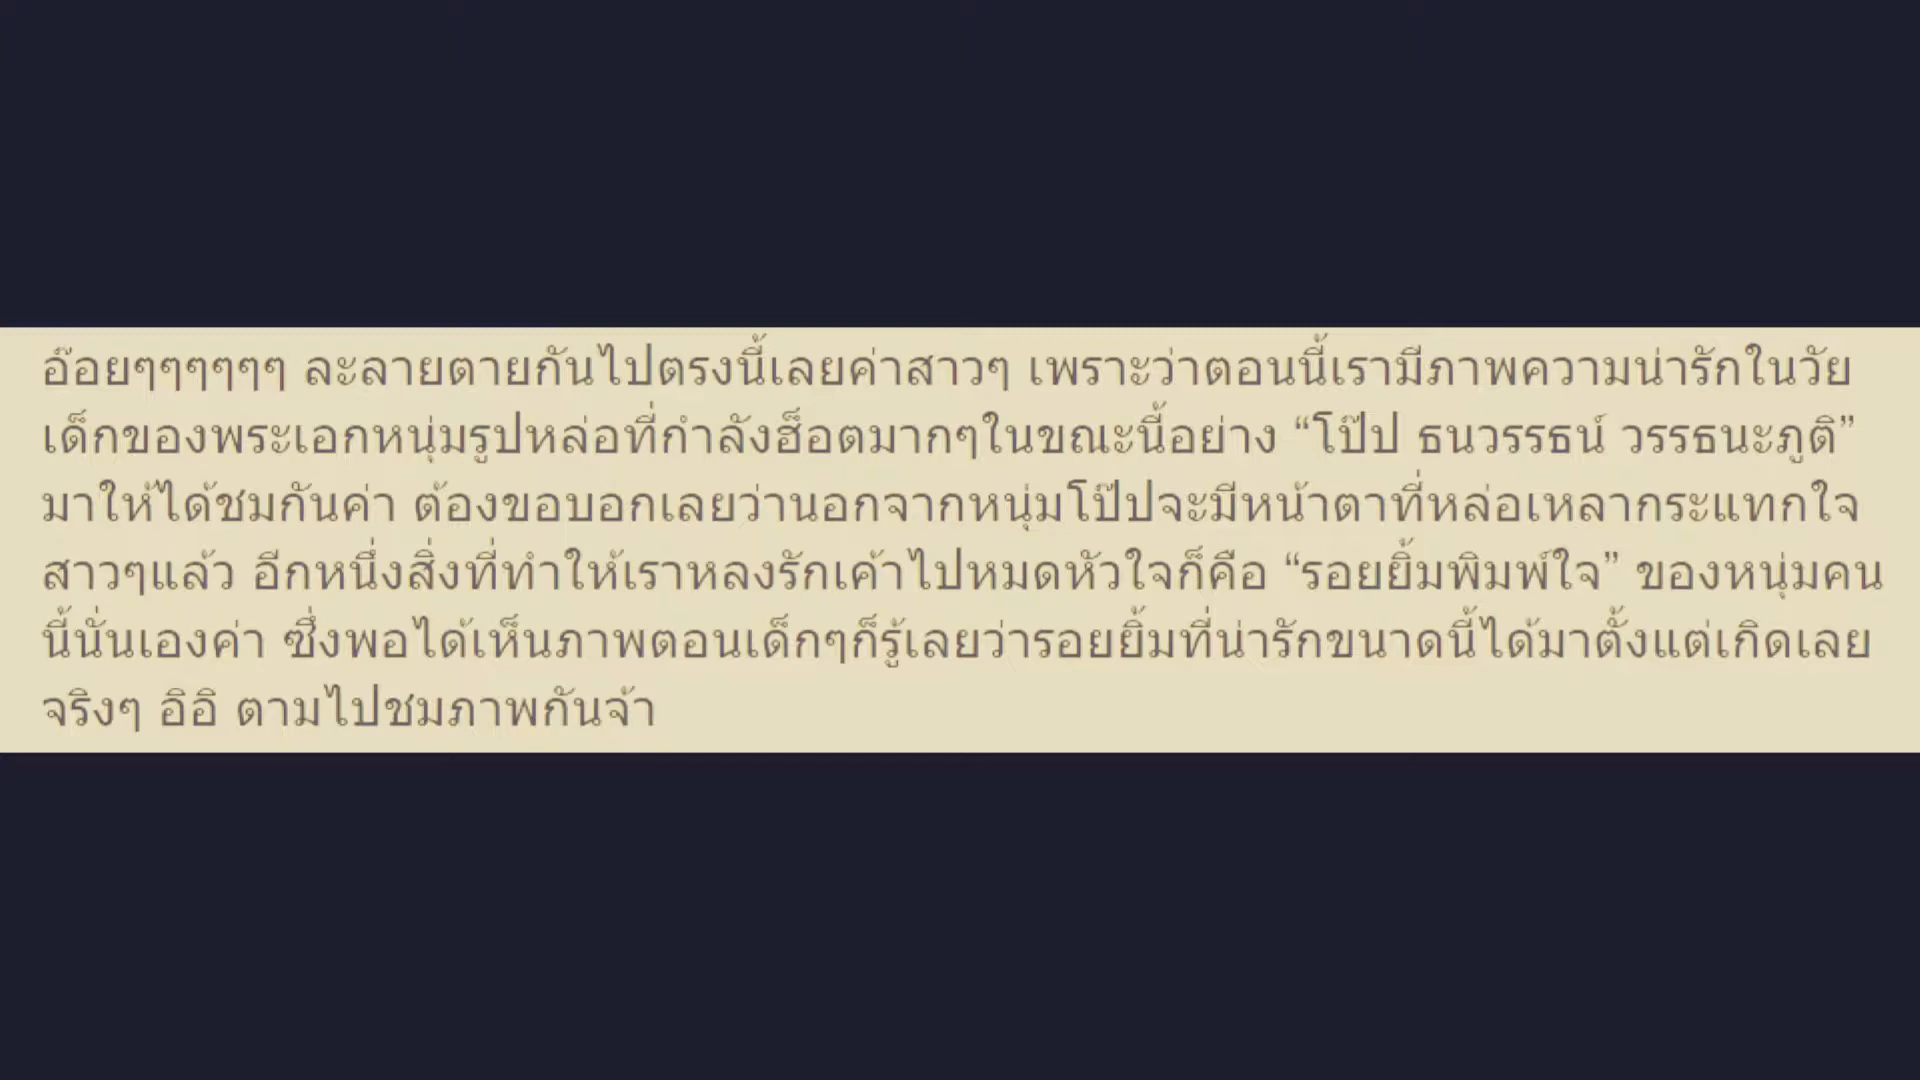 อ๊อยๆๆๆๆๆๆ ละลายตายกันไปตรงนี้เลยค่าสาวๆ เพราะว่าตอนนี้เรามีภาพความน่ารักในวัย
เด็กของพระเอกหนุ่มรูปหล่อที่กำลังฮ็อตมากๆในขณะนี้อย่าง “โป๊ป ธนวรรธน์ วรรธนะภูติ”
มาให้ได้ชมกันค่า ต้องขอบอกเลยว่านอกจากหนุ่มโป๊ปจะมีหน้าตาที่หล่อเหลากระแทกใจ
สาวๆแล้ว อีกหนึ่งสิ่งที่ทำให้เราหลงรักเค้าไปหมดหัวใจก็คือ “รอยยิ้มพิมพ์ใจ” ของหนุ่มคน
นี้นั่นเองค่า ซึ่งพอได้เห็นภาพตอนเด็กๆก็รู้เลยว่ารอยยิ้มที่น่ารักขนาดนี้ได้มาตั้งแต่เกิดเลย
จริงๆ อิอิ ตามไปชมภาพกันจ้า